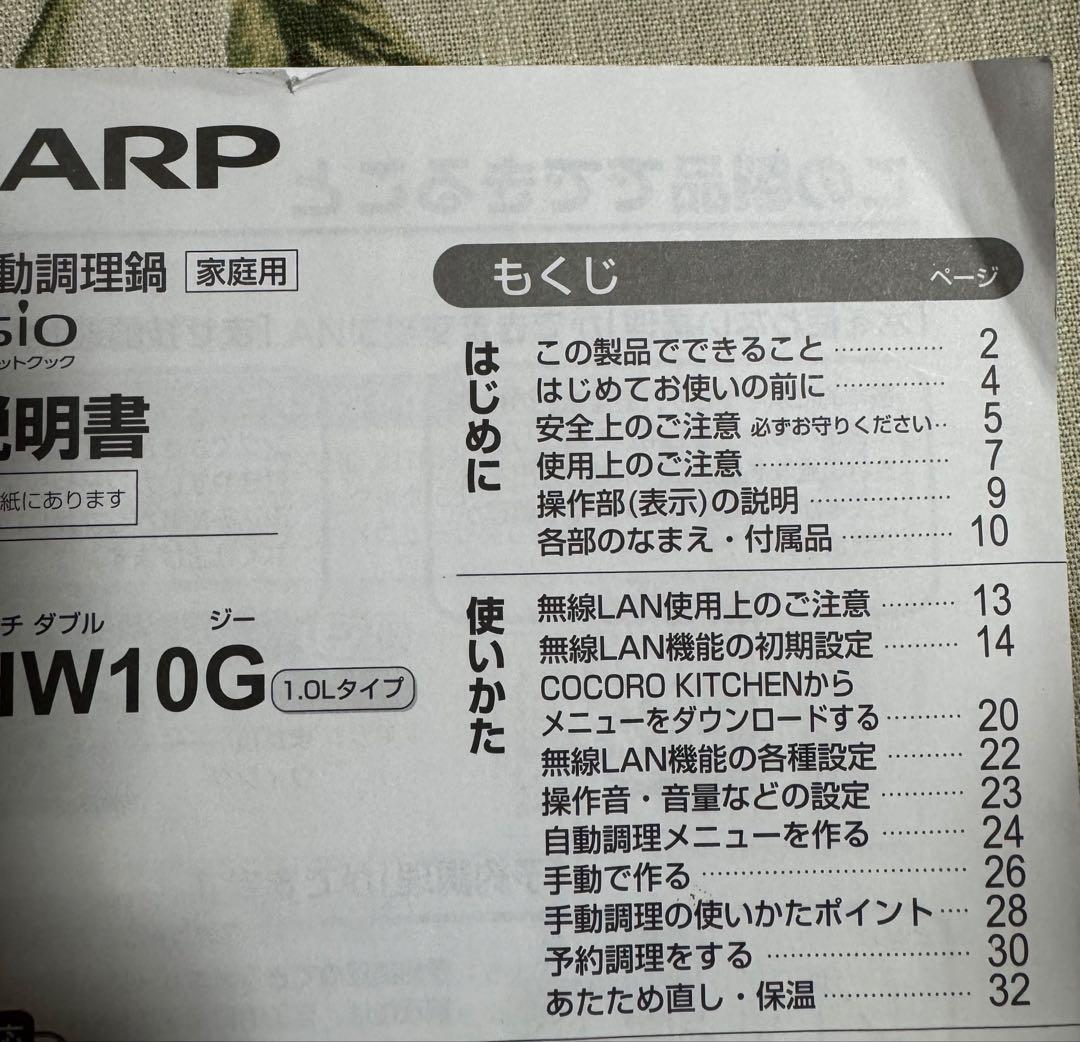 ARP
動調理鍋 家庭用
sio
ットクック
説明書
紙にあります
チ ダブル ジー
HW10G 1.0Lタイプ
もくじ ページ
はじめに
この製品でできること 2
はじめてお使いの前に 4
安全上のご注意 必ずお守りください 5
使用上のご注意 7
操作部(表示)の説明 9
各部のなまえ・付属品 10
使いかた
無線LAN使用上のご注意 13
無線LAN機能の初期設定 14
COCORO KITCHENから
メニューをダウンロードする 20
無線LAN機能の各種設定 22
操作音・音量などの設定 23
自動調理メニューを作る 24
手動で作る 26
手動調理の使いかたポイント 28
予約調理をする 30
あたため直し・保温 32